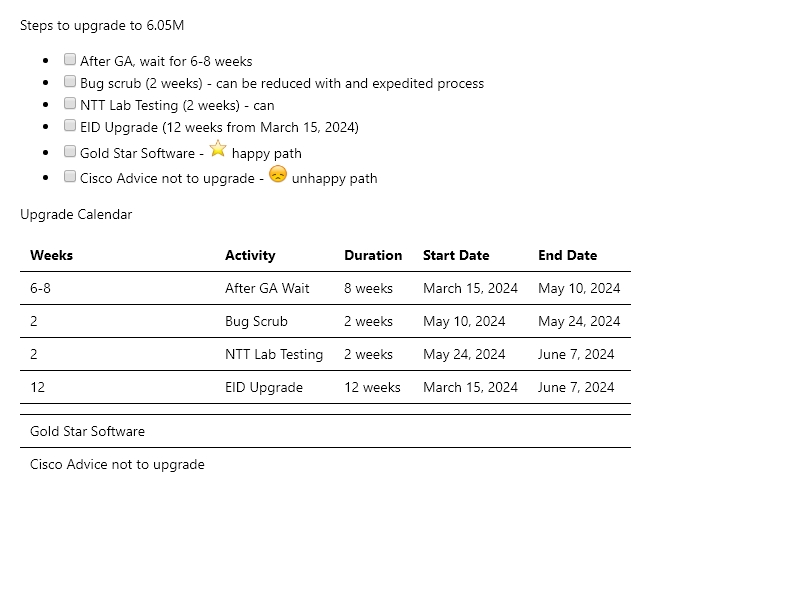 Steps to upgrade to 6.05M
After GA, wait for 6-8 weeks
Bug scrub (2 weeks) - can be reduced with and expedited process
NTT Lab Testing (2 weeks) - can
EID Upgrade (12 weeks from March 15, 2024)
Gold Star Software - ⭐ happy path
Cisco Advice not to upgrade - 😞 unhappy path
Upgrade Calendar
Weeks Activity Duration Start Date End Date
6-8 After GA Wait 8 weeks March 15, 2024 May 10, 2024
2 Bug Scrub 2 weeks May 10, 2024 May 24, 2024
2 NTT Lab Testing 2 weeks May 24, 2024 June 7, 2024
12 EID Upgrade 12 weeks March 15, 2024 June 7, 2024
Gold Star Software
Cisco Advice not to upgrade